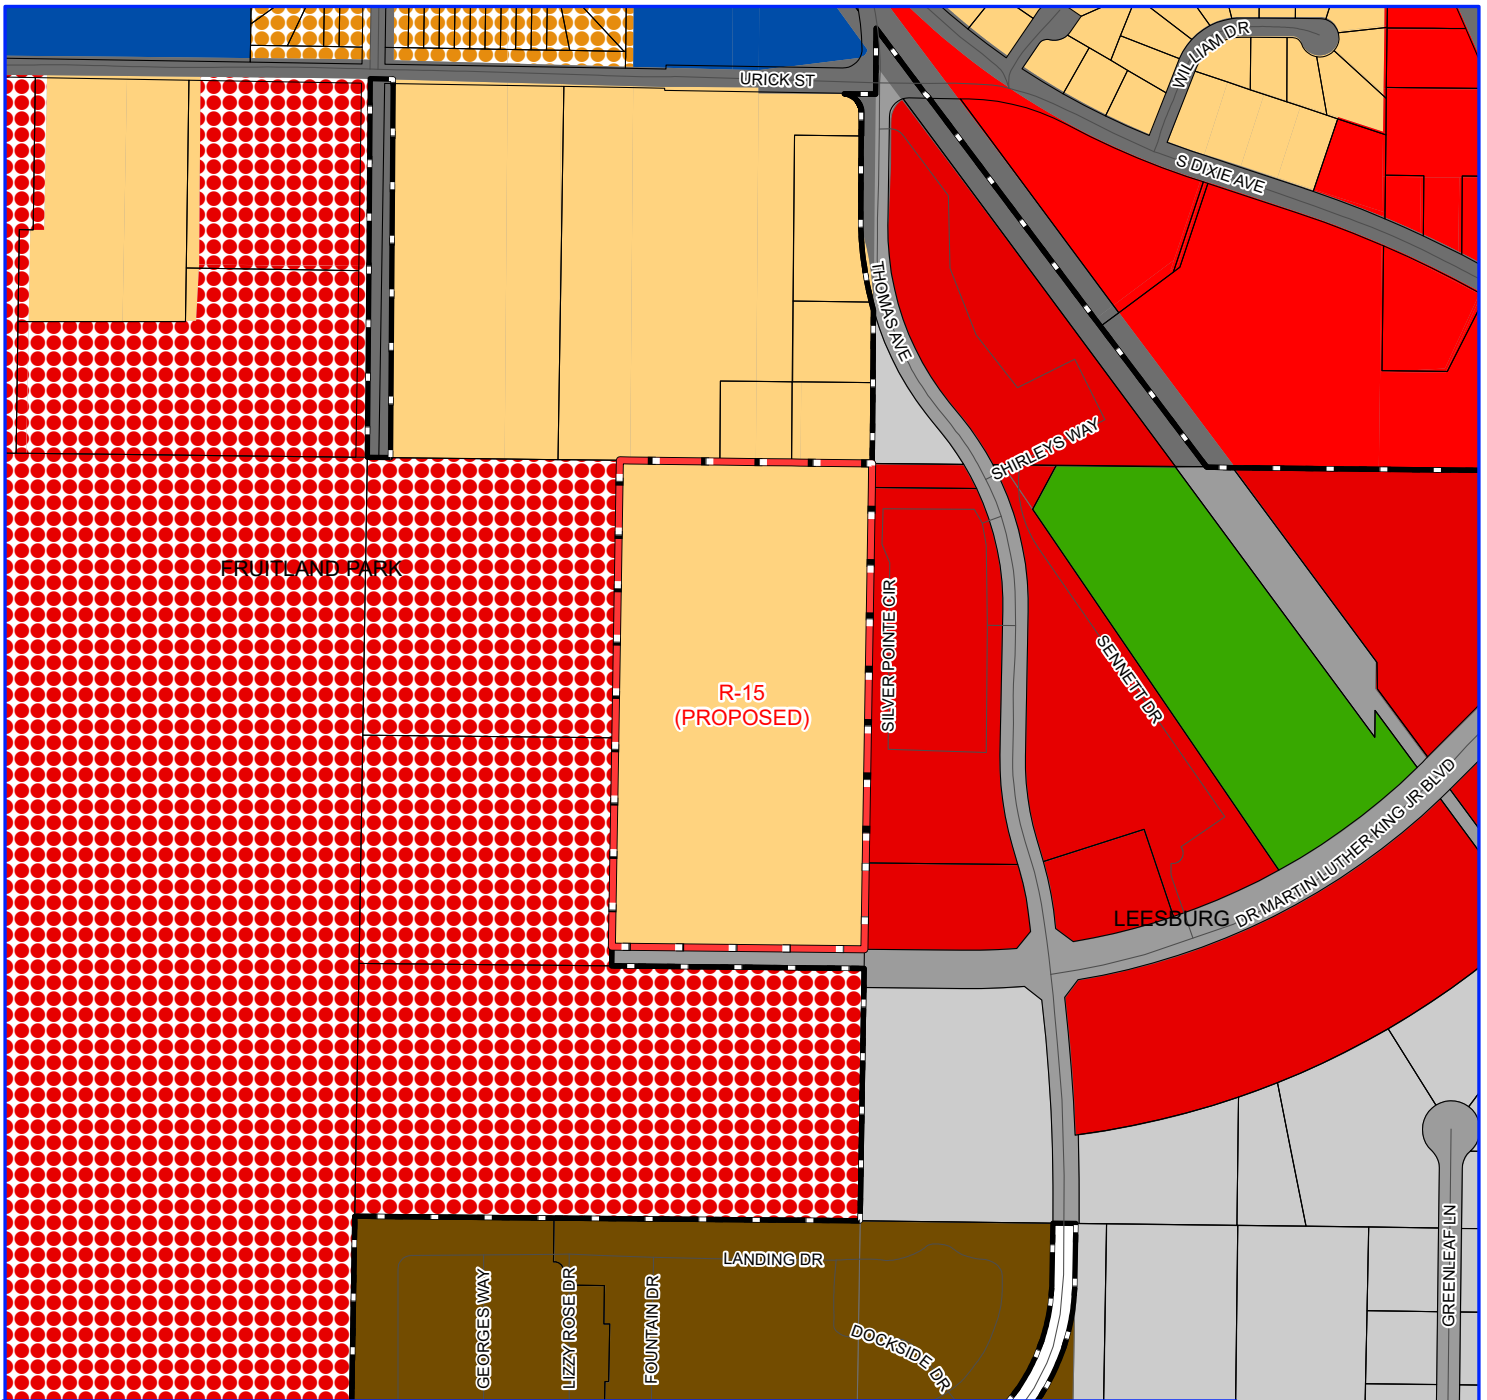 WILLIAM DR
URICK ST
S DIXIE AVE
THOMAS AVE
SHIRLEYS WAY
FRUITLAND PARK
SILVER POINTE CIR
SENNETT DR
R-15
(PROPOSED)
DR MARTIN LUTHER KING JR BLVD
LEESBURG
GREENLEAF LN
LANDING DR
GEORGES WAY
LIZZY ROSE DR
FOUNTAIN DR
DOCKSIDE DR